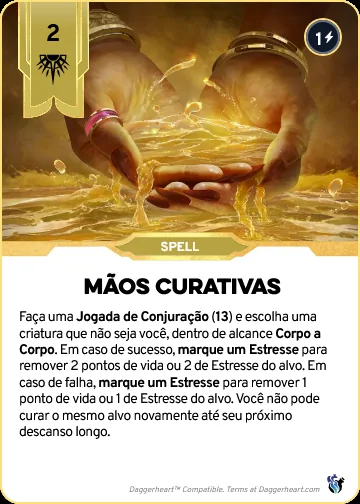 2
1
SPELL
MÃOS CURATIVAS
Faça uma Jogada de Conjuração (13) e escolha uma
criatura que não seja você, dentro de alcance Corpo a
Corpo. Em caso de sucesso, marque um Estresse para
remover 2 pontos de vida ou 2 de Estresse do alvo. Em
caso de falha, marque um Estresse para remover 1
ponto de vida ou 1 de Estresse do alvo. Você não pode
curar o mesmo alvo novamente até seu próximo
descanso longo.
Daggerheart™ Compatible. Terms at Daggerheart.com